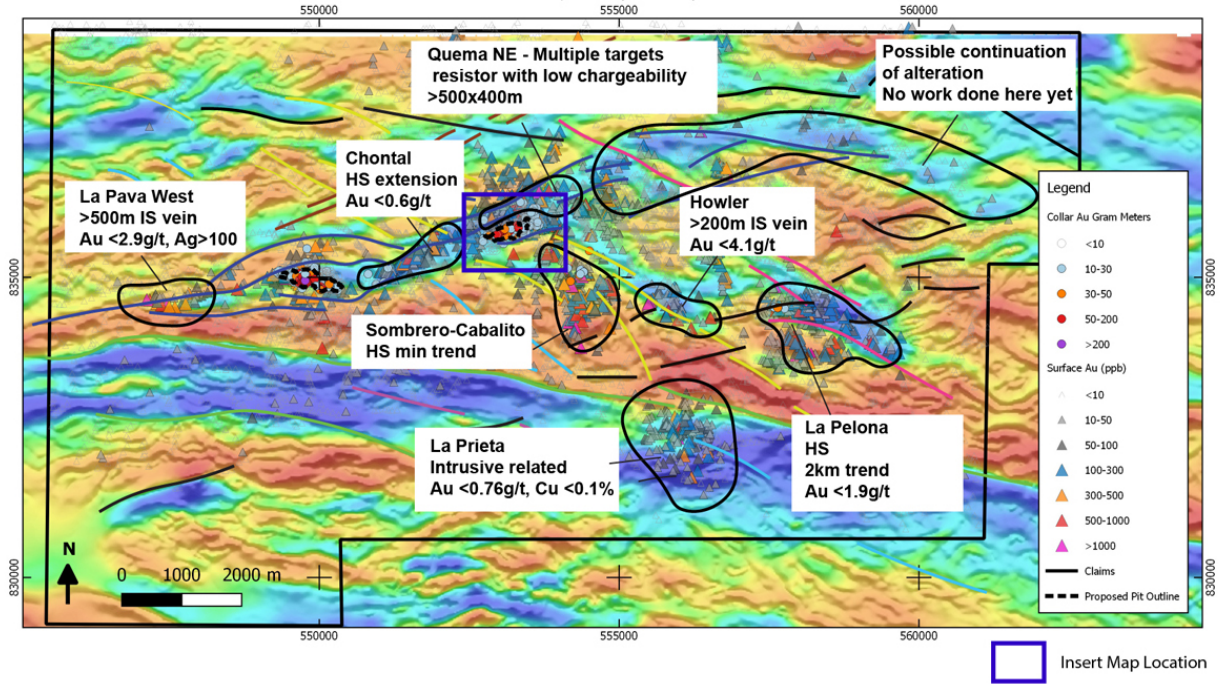 550000
555000
560000
Quema NE - Multiple targets
resistor with low chargeability
>500x400m
Possible continuation
of alteration
No work done here yet
Chontal
HS extension
Au <0.6g/t
La Pava West
>500m IS vein
Au <2.9g/t, Ag>100
Howler
>200m IS vein
Au <4.1g/t
Sombrero-Cabalito
HS min trend
La Prieta
Intrusive related
Au <0.76g/t, Cu <0.1%
La Pelona
HS
2km trend
Au <1.9g/t
835000
835000
830000
830000
N
0 1000 2000 m
550000
555000
560000
Legend
Collar Au Gram Meters
<10
10-30
30-50
50-200
>200
Surface Au (ppb)
<10
10-50
50-100
100-300
300-500
500-1000
>1000
Claims
Proposed Pit Outline
Insert Map Location